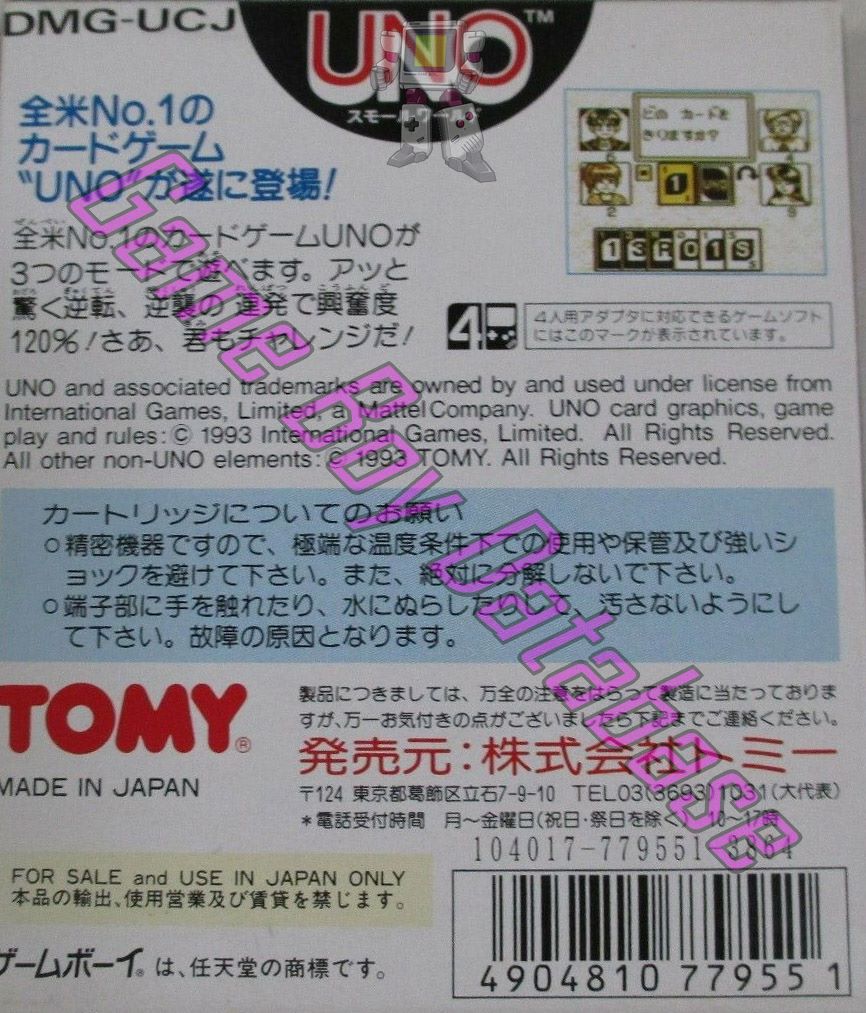 DMG-UCJ
UNO™
スモールワールド
全米No.1の
カードゲーム
"UNO"が遂に登場!
全米No.1のカードゲームUNOが
3つのモードで遊べます。アッと
驚く逆転、逆襲の連発で興奮度
120%!さあ、君もチャレンジだ!
どの カードを
きりますか?
6
4
2
9
1
UNO
1 3 R 0 1 S
4
4人用アダプタに対応できるゲームソフト
にはこのマークが表示されています。
UNO and associated trademarks are owned by and used under license from
International Games, Limited, a Mattel Company. UNO card graphics, game
play and rules: © 1993 International Games, Limited. All Rights Reserved.
All other non-UNO elements: © 1993 TOMY. All Rights Reserved.
カートリッジについてのお願い
○精密機器ですので、極端な温度条件下での使用や保管及び強いシ
ョックを避けて下さい。また、絶対に分解しないで下さい。
○端子部に手を触れたり、水にぬらしたりして、汚さないようにし
て下さい。故障の原因となります。
TOMY®
MADE IN JAPAN
製品につきましては、万全の注意をはらって製造に当たっておりま
すが、万一お気付きの点がございましたら下記までご連絡ください。
発売元:株式会社トミー
〒124 東京都葛飾区立石7-9-10 TEL03(3693)1031(大代表)
*電話受付時間 月~金曜日(祝日・祭日を除く) 10~17時
104017-779551 3864
FOR SALE and USE IN JAPAN ONLY
本品の輸出、使用営業及び賃貸を禁じます。
ゲームボーイ®は、任天堂の商標です。
4904810 779551
Game Boy Database